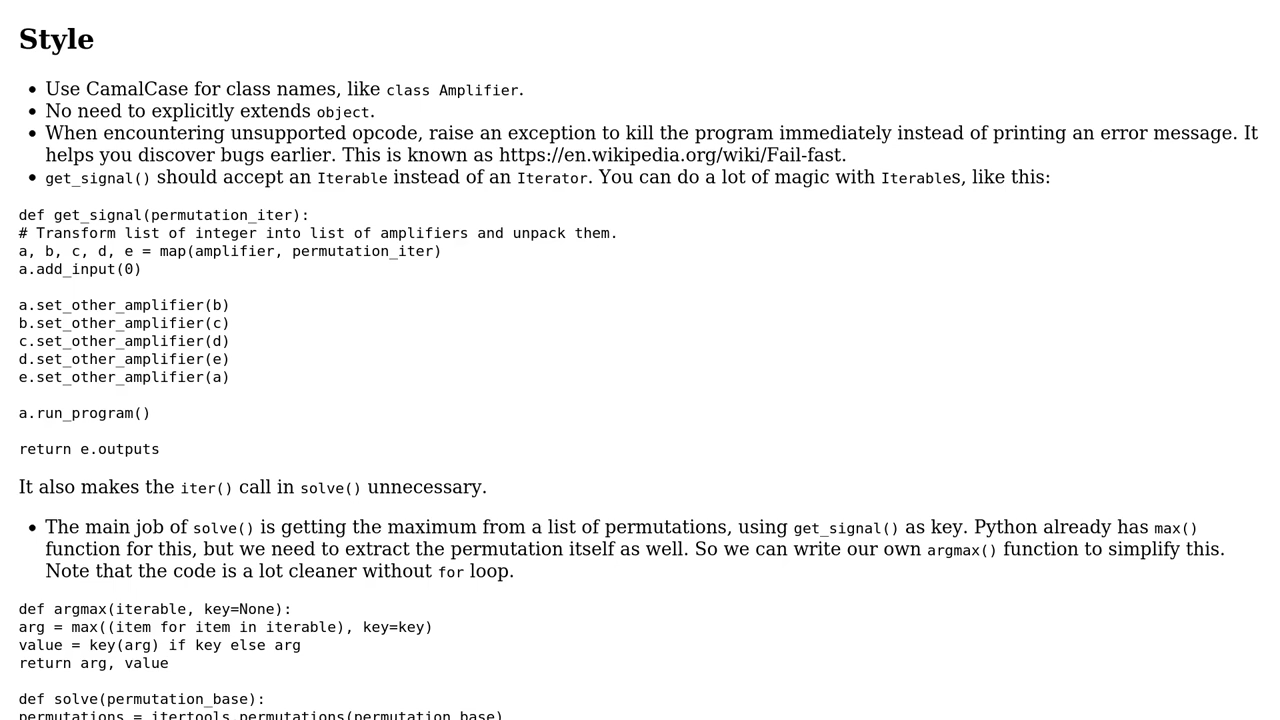 Style
Use CamalCase for class names, like class Amplifier.
No need to explicitly extends object.
When encountering unsupported opcode, raise an exception to kill the program immediately instead of printing an error message. It
helps you discover bugs earlier. This is known as https://en.wikipedia.org/wiki/Fail-fast.
get_signal() should accept an Iterable instead of an Iterator. You can do a lot of magic with Iterables, like this:
def get_signal(permutation_iter):
# Transform list of integer into list of amplifiers and unpack them.
a, b, c, d, e = map(amplifier, permutation_iter)
a.add_input(0)
a.set_other_amplifier(b)
b.set_other_amplifier(c)
c.set_other_amplifier(d)
d.set_other_amplifier(e)
e.set_other_amplifier(a)
a.run_program()
return e.outputs
It also makes the iter() call in solve() unnecessary.
The main job of solve() is getting the maximum from a list of permutations, using get_signal() as key. Python already has max()
function for this, but we need to extract the permutation itself as well. So we can write our own argmax() function to simplify this.
Note that the code is a lot cleaner without for loop.
def argmax(iterable, key=None):
arg = max((item for item in iterable), key=key)
value = key(arg) if key else arg
return arg, value
def solve(permutation_base):
permutations = itertools.permutations(permutation_base)